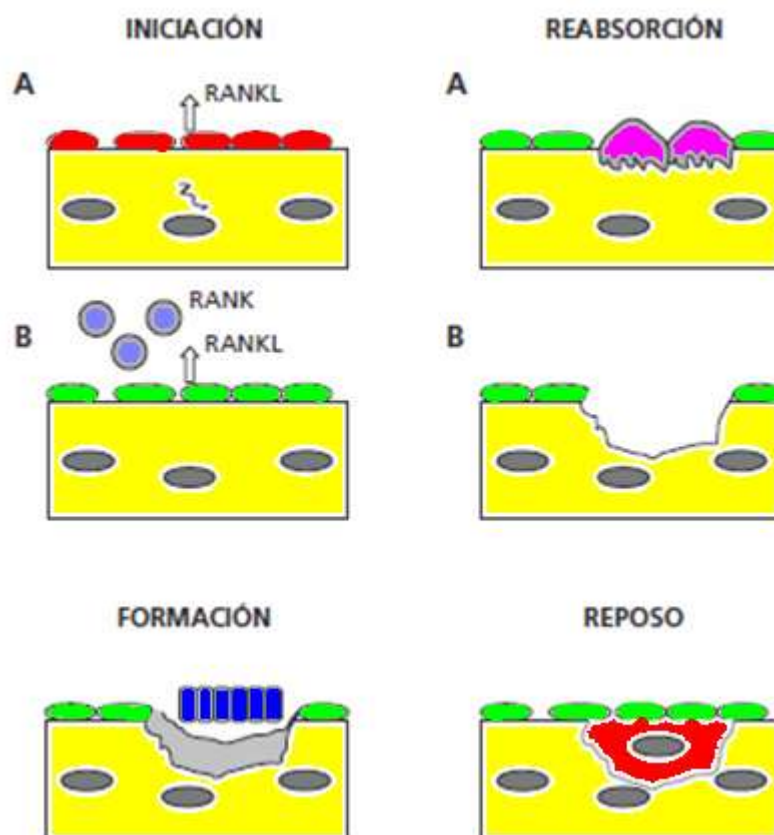 INICIACIÓN
REABSORCIÓN
A
RANKL
A
RANK
B
RANKL
B
FORMACIÓN
REPOSO